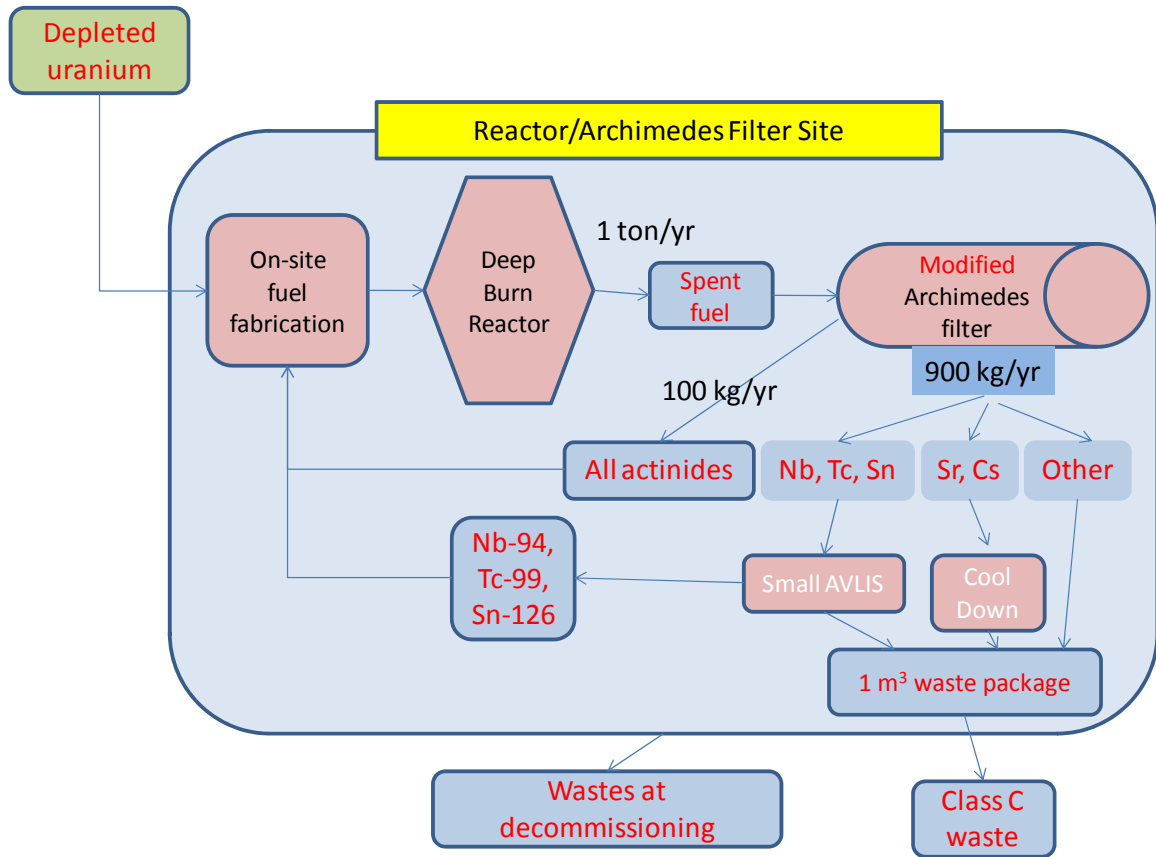 Depleted
uranium
Reactor/Archimedes Filter Site
On-site
fuel
fabrication
Deep
Burn
Reactor
1 ton/yr
Spent
fuel
Modified
Archimedes
filter
900 kg/yr
100 kg/yr
All actinides
Nb, Tc, Sn
Sr, Cs
Other
Nb-94,
Tc-99,
Sn-126
Small AVLIS
Cool
Down
1 m³ waste package
Wastes at
decommissioning
Class C
waste